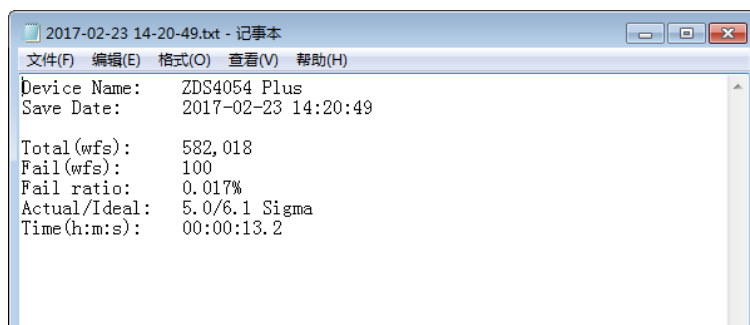 2017-02-23 14-20-49.txt - 记事本
文件(F) 编辑(E) 格式(O) 查看(V) 帮助(H)
Device Name: ZDS4054 Plus
Save Date: 2017-02-23 14:20:49
Total(wfs): 582,018
Fail(wfs): 100
Fail ratio: 0.017%
Actual/Ideal: 5.0/6.1 Sigma
Time(h:m:s): 00:00:13.2